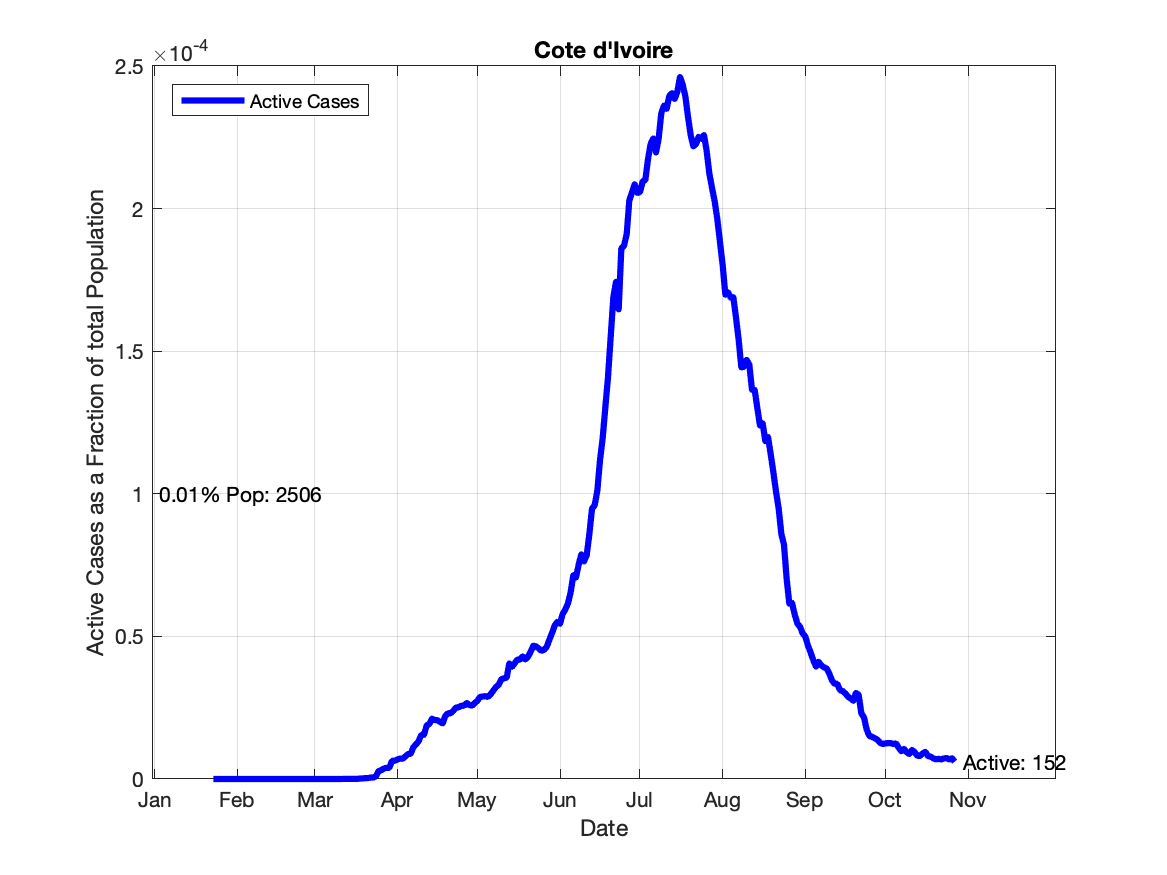 Cote d'Ivoire
×10-4
Active Cases
Active Cases as a Fraction of total Population
2.5
2
1.5
1
0.5
0
0.01% Pop: 2506
Active: 152
Jan Feb Mar Apr May Jun Jul Aug Sep Oct Nov
Date